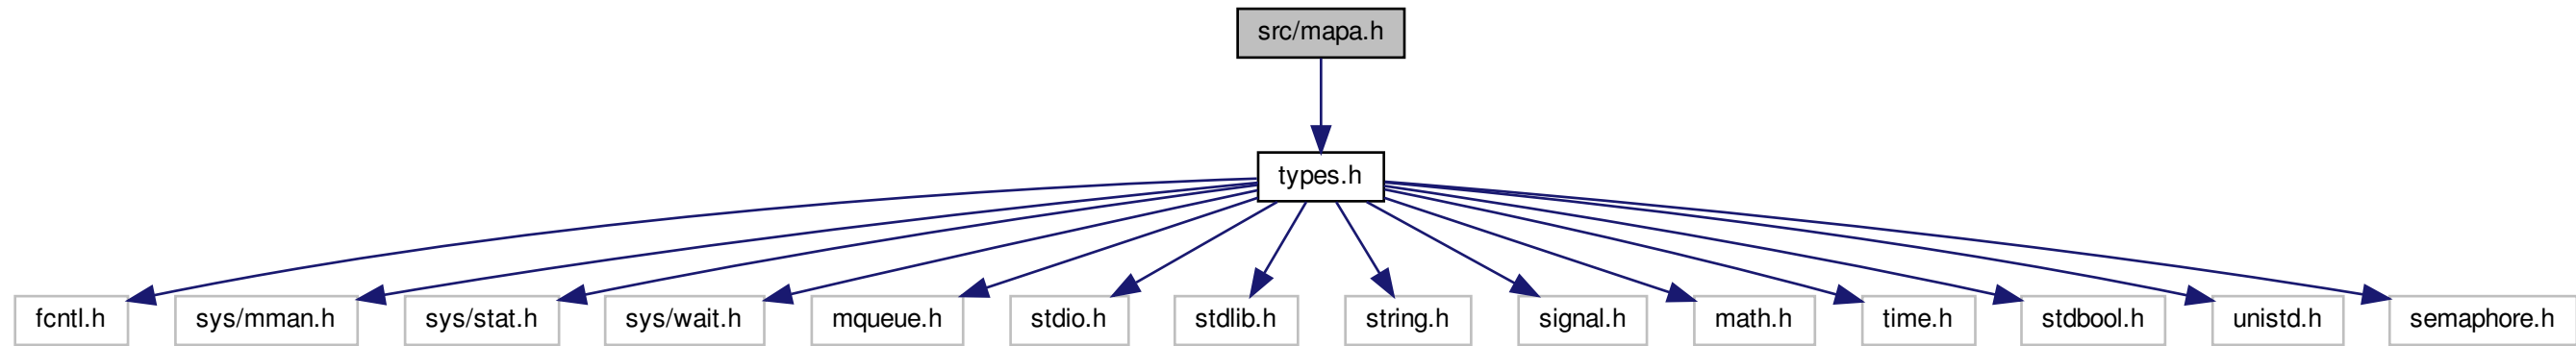 src/mapa.h
types.h
fcntl.h
sys/mman.h
sys/stat.h
sys/wait.h
mqueue.h
stdio.h
stdlib.h
string.h
signal.h
math.h
time.h
stdbool.h
unistd.h
semaphore.h